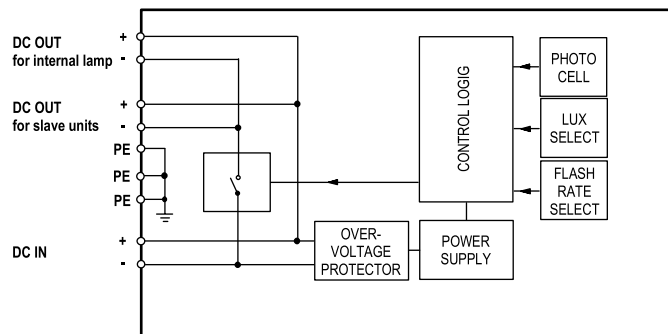 DC OUT
for internal lamp
+
-
DC OUT
for slave units
+
-
PE
PE
PE
DC IN
+
-
OVER-
VOLTAGE
PROTECTOR
POWER
SUPPLY
CONTROL LOGIG
PHOTO
CELL
LUX
SELECT
FLASH
RATE
SELECT